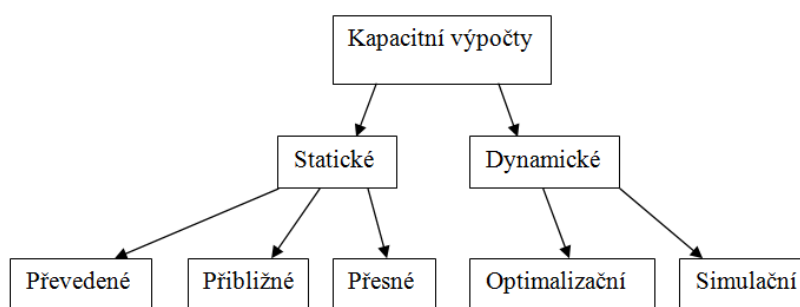 Kapacitní výpočty
Statické
Dynamické
Převedené
Přibližné
Přesné
Optimalizační
Simulační